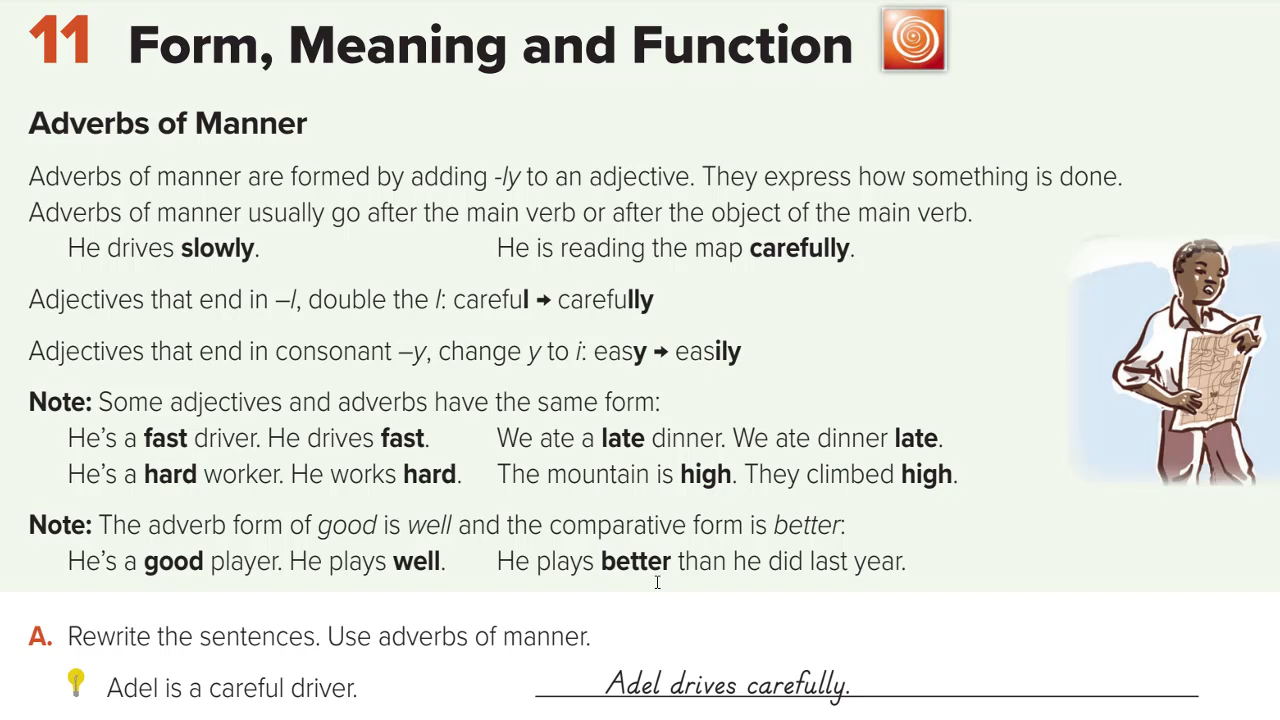 11 Form, Meaning and Function
Adverbs of Manner
Adverbs of manner are formed by adding -ly to an adjective. They express how something is done.
Adverbs of manner usually go after the main verb or after the object of the main verb.
He drives slowly. He is reading the map carefully.
Adjectives that end in –l, double the l: careful → carefully
Adjectives that end in consonant –y, change y to i: easy → easily
Note: Some adjectives and adverbs have the same form:
He’s a fast driver. He drives fast. We ate a late dinner. We ate dinner late.
He’s a hard worker. He works hard. The mountain is high. They climbed high.
Note: The adverb form of good is well and the comparative form is better:
He’s a good player. He plays well. He plays better than he did last year.
A. Rewrite the sentences. Use adverbs of manner.
Adel is a careful driver. Adel drives carefully.